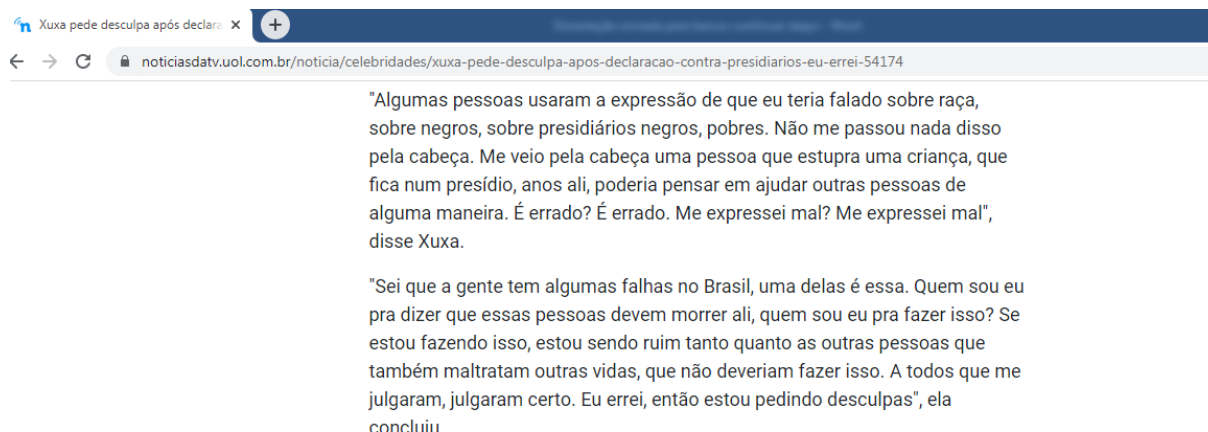 Xuxa pede desculpa após declara
noticiasdatv.uol.com.br/noticia/celebridades/xuxa-pede-desculpa-apos-declaracao-contra-presidiarios-eu-errei-54174
"Algumas pessoas usaram a expressão de que eu teria falado sobre raça,
sobre negros, sobre presidiários negros, pobres. Não me passou nada disso
pela cabeça. Me veio pela cabeça uma pessoa que estupra uma criança, que
fica num presídio, anos ali, poderia pensar em ajudar outras pessoas de
alguma maneira. É errado? É errado. Me expressei mal? Me expressei mal",
disse Xuxa.
"Sei que a gente tem algumas falhas no Brasil, uma delas é essa. Quem sou eu
pra dizer que essas pessoas devem morrer ali, quem sou eu pra fazer isso? Se
estou fazendo isso, estou sendo ruim tanto quanto as outras pessoas que
também maltratam outras vidas, que não deveriam fazer isso. A todos que me
julgaram, julgaram certo. Eu errei, então estou pedindo desculpas", ela
concluiu